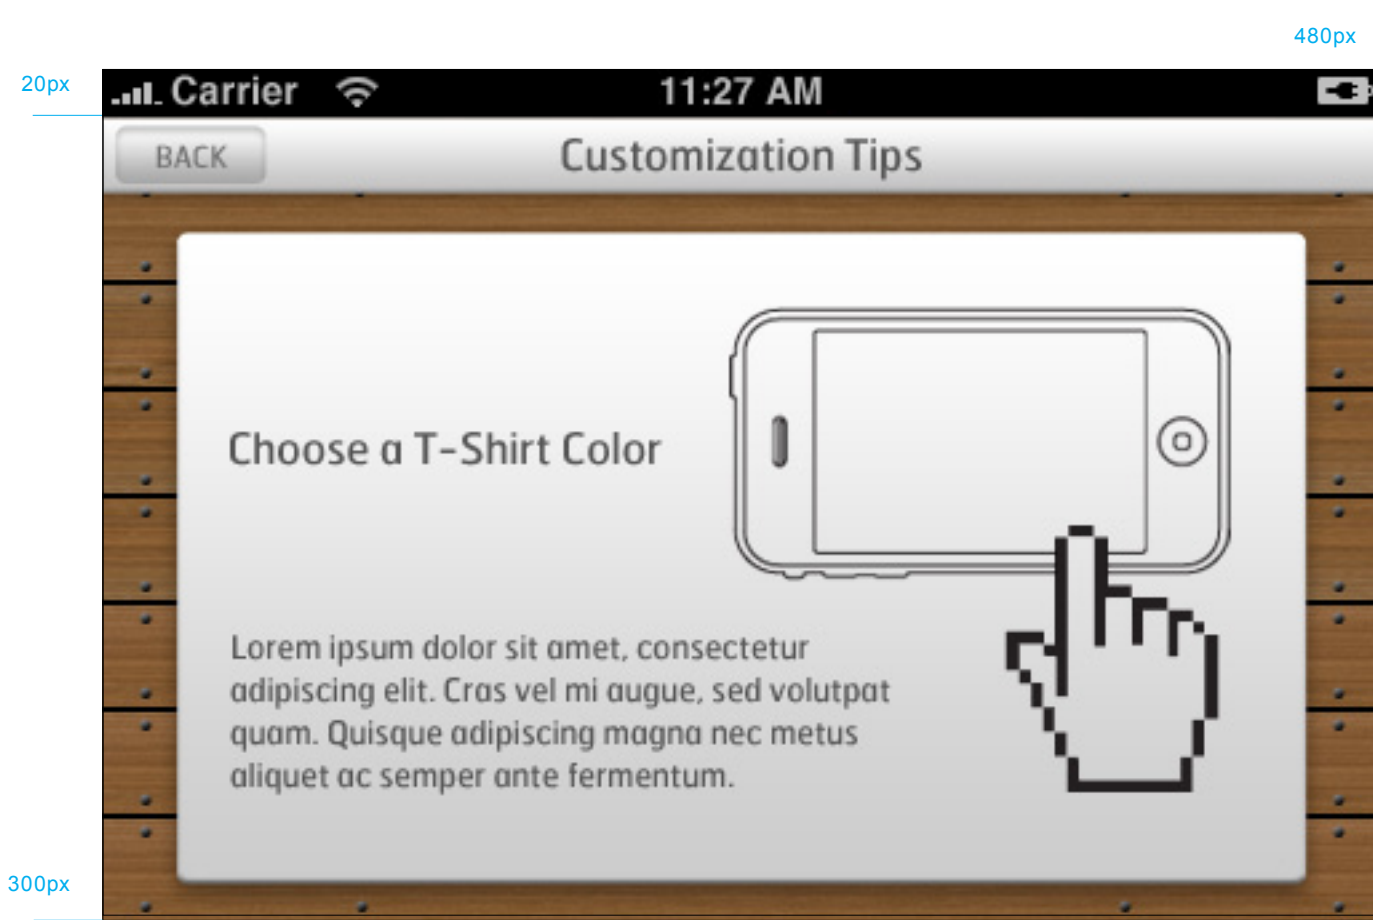 480px
20px
Carrier 11:27 AM
BACK Customization Tips
Choose a T-Shirt Color
Lorem ipsum dolor sit amet, consectetur
adipiscing elit. Cras vel mi augue, sed volutpat
quam. Quisque adipiscing magna nec metus
aliquet ac semper ante fermentum.
300px